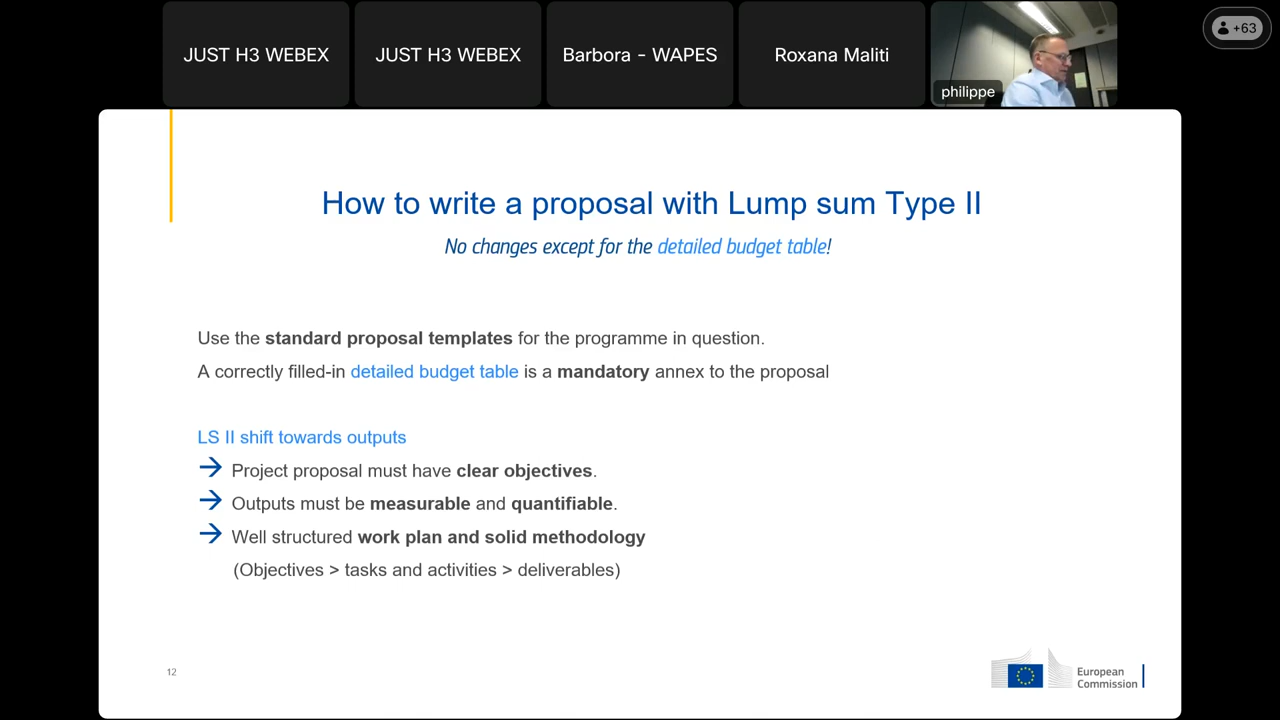 JUST H3 WEBEX
JUST H3 WEBEX
Barbora - WAPES
Roxana Maliti
philippe
+63
How to write a proposal with Lump sum Type II
No changes except for the detailed budget table!
Use the standard proposal templates for the programme in question.
A correctly filled-in detailed budget table is a mandatory annex to the proposal
LS II shift towards outputs
→ Project proposal must have clear objectives.
→ Outputs must be measurable and quantifiable.
→ Well structured work plan and solid methodology
(Objectives > tasks and activities > deliverables)
12
European
Commission